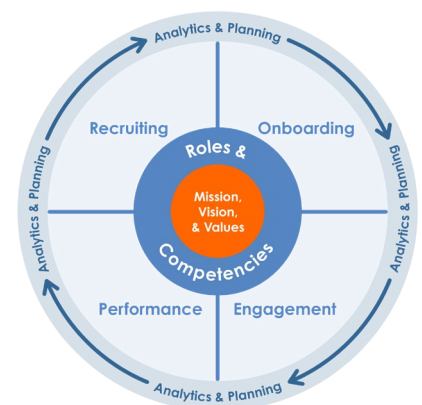 Analytics & Planning
Recruiting
Onboarding
Roles &
Analytics & Planning
Mission,
Vision,
& Values
Analytics & Planning
Competencies
Performance
Engagement
Analytics & Planning